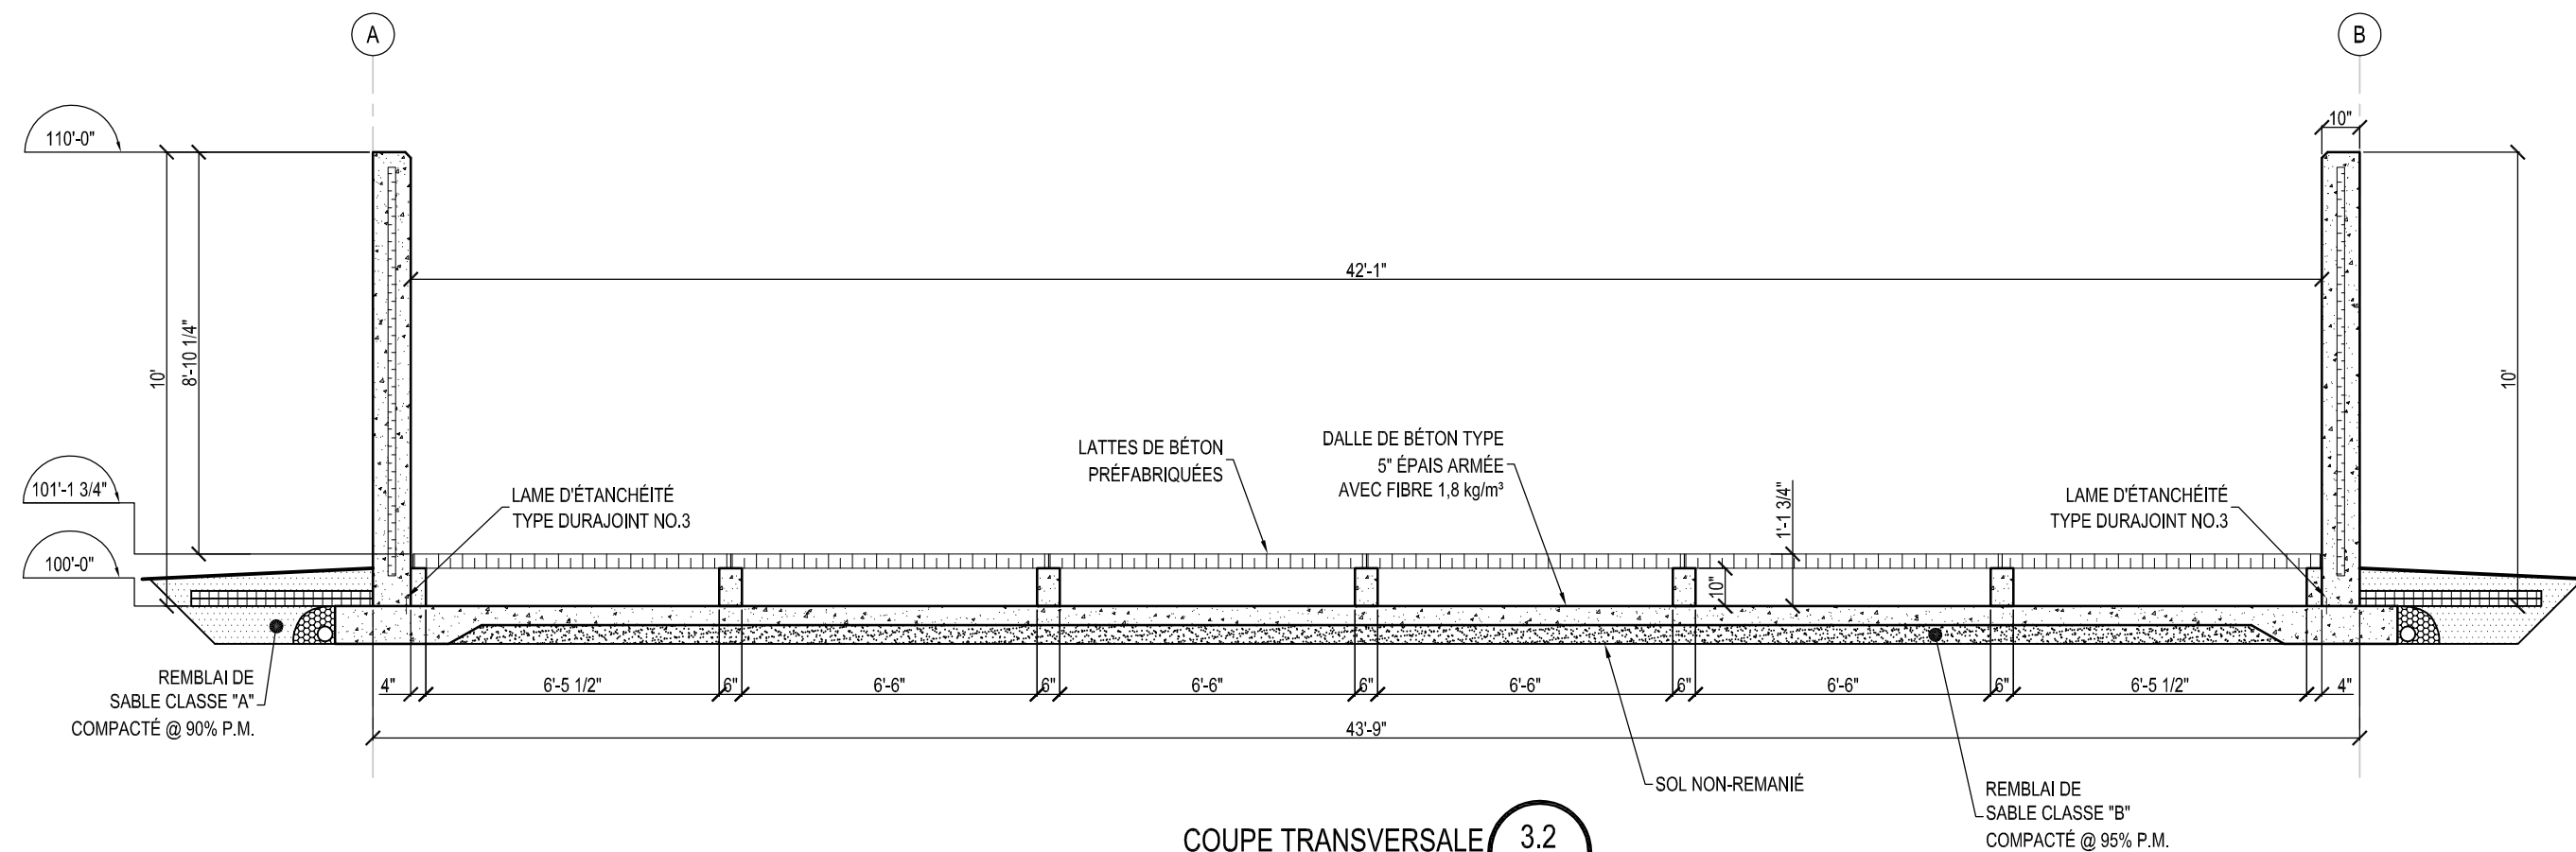 A
B
110'-0"
10"
42'-1"
8'-10 1/4"
10'
10'
LATTES DE BÉTON
PRÉFABRIQUÉES
DALLE DE BÉTON TYPE
5" ÉPAIS ARMÉE
AVEC FIBRE 1,8 kg/m³
101'-1 3/4"
LAME D'ÉTANCHÉITÉ
TYPE DURAJOINT NO.3
1'-1 3/4"
LAME D'ÉTANCHÉITÉ
TYPE DURAJOINT NO.3
100'-0"
10"
REMBLAI DE
SABLE CLASSE "A"
COMPACTÉ @ 90% P.M.
4"
6'-5 1/2"
6"
6'-6"
6"
6'-6"
6"
6'-6"
6"
6'-6"
6"
6'-5 1/2"
4"
43'-9"
SOL NON-REMANIÉ
REMBLAI DE
SABLE CLASSE "B"
COMPACTÉ @ 95% P.M.
COUPE TRANSVERSALE
3.2